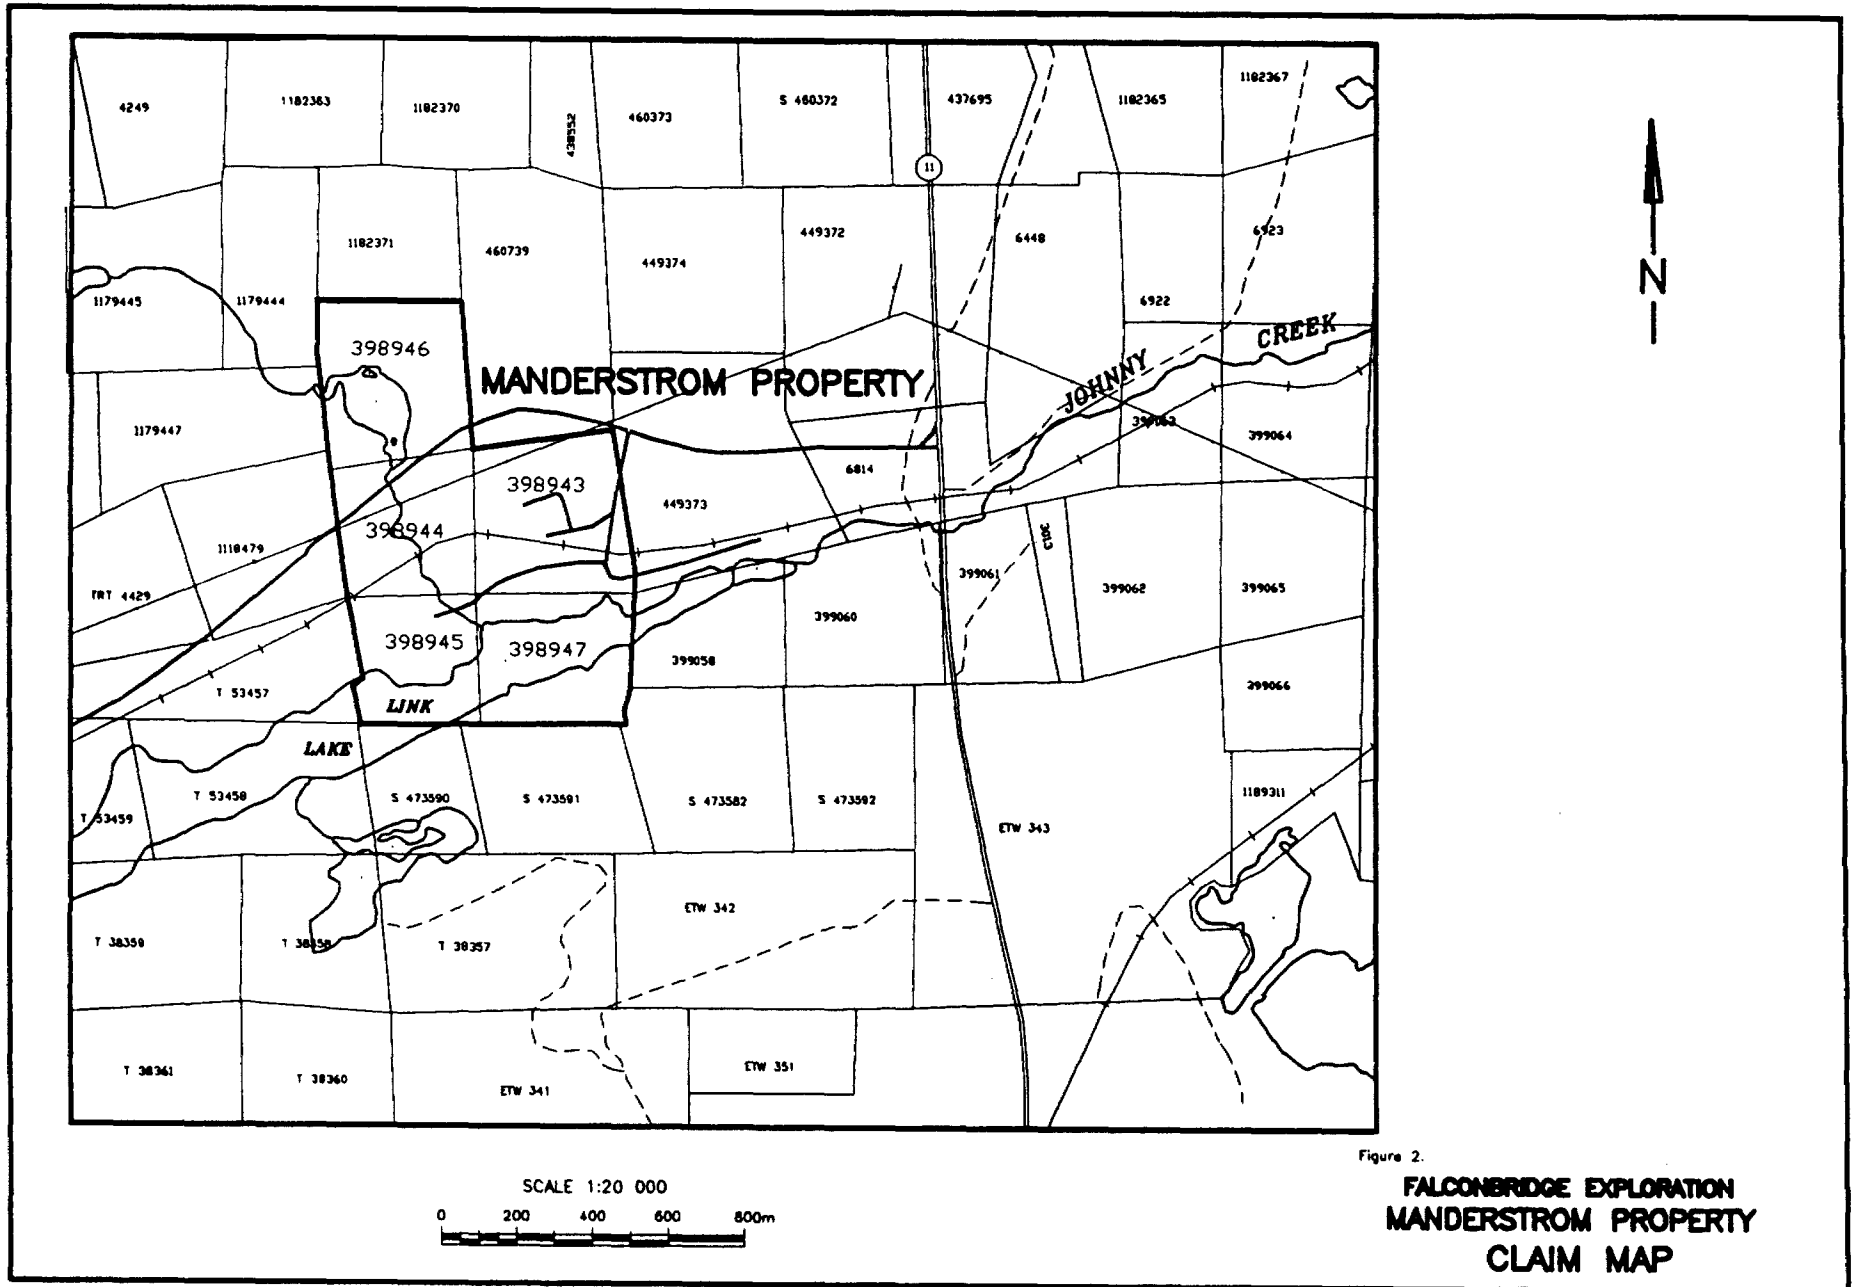 4249
1182363
1182370
438552
460373
S 460372
437695
1182365
1182367
11
1182371
460739
449374
449372
6448
6923
1179445
1179444
6922
398946
MANDERSTROM PROPERTY
JOHNNY CREEK
1179447
399063
399064
398943
449373
6814
398944
1118479
3013
399061
399062
399065
TRT 4429
399060
398945
398947
399058
T 53457
399066
LINK
LAKE
T 53459
T 53458
S 473590
S 473591
S 473582
S 473592
ETW 343
1189311
T 38359
T 38358
T 38357
ETW 342
T 38361
T 38360
ETW 341
ETW 351
N
Figure 2.
SCALE 1:20 000
0 200 400 600 800m
FALCONBRIDGE EXPLORATION
MANDERSTROM PROPERTY
CLAIM MAP